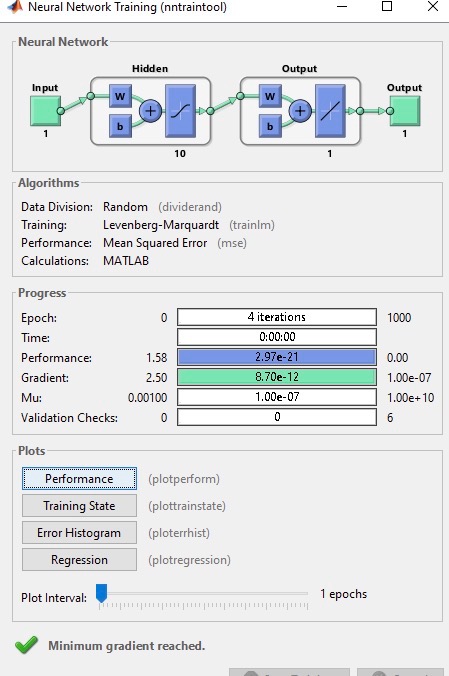 Neural Network Training (nntraintool)
Neural Network
Hidden Output
Input Output
W W
b b
1 1
10 1
Algorithms
Data Division: Random (dividerand)
Training: Levenberg-Marquardt (trainlm)
Performance: Mean Squared Error (mse)
Calculations: MATLAB
Progress
Epoch: 0 4 iterations 1000
Time: 0:00:00
Performance: 1.58 2.97e-21 0.00
Gradient: 2.50 8.70e-12 1.00e-07
Mu: 0.00100 1.00e-07 1.00e+10
Validation Checks: 0 0 6
Plots
Performance (plotperform)
Training State (plottrainstate)
Error Histogram (ploterrhist)
Regression (plotregression)
Plot Interval: 1 epochs
Minimum gradient reached.